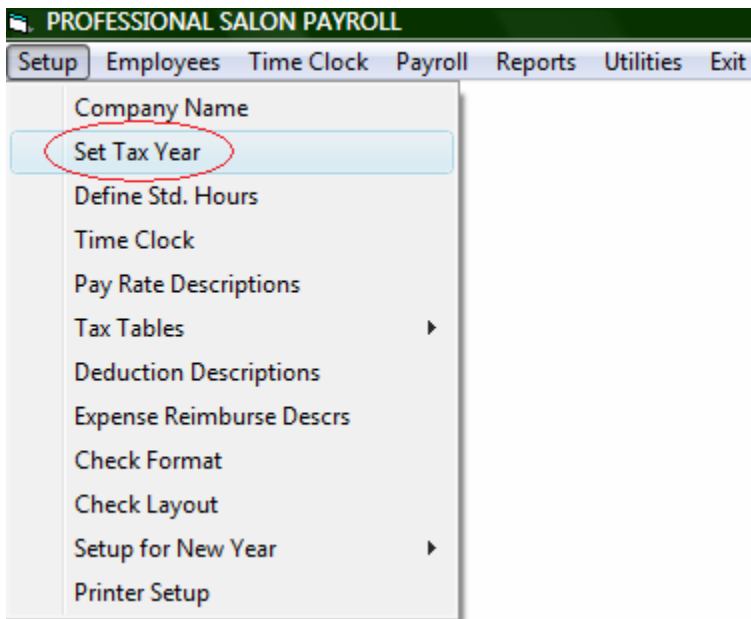 PROFESSIONAL SALON PAYROLL
Setup Employees Time Clock Payroll Reports Utilities Exit
Company Name
Set Tax Year
Define Std. Hours
Time Clock
Pay Rate Descriptions
Tax Tables
Deduction Descriptions
Expense Reimburse Descrs
Check Format
Check Layout
Setup for New Year
Printer Setup